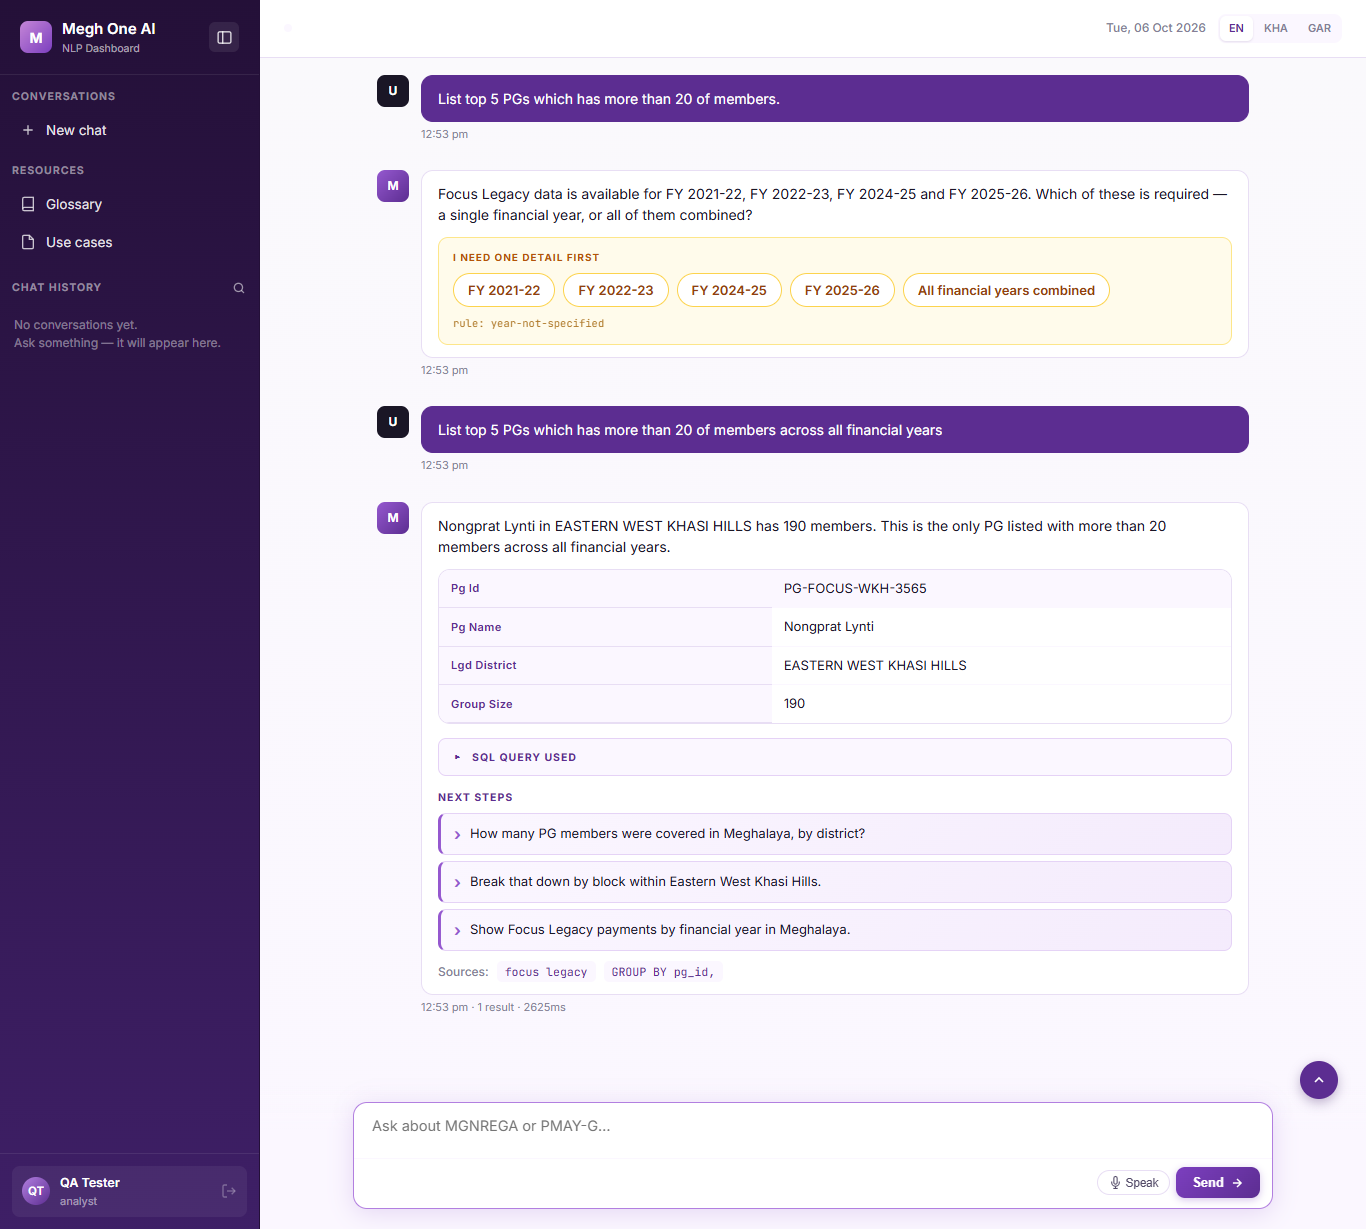 M
Megh One AI
NLP Dashboard
CONVERSATIONS
New chat
RESOURCES
Glossary
Use cases
CHAT HISTORY
No conversations yet.
Ask something — it will appear here.
QT
QA Tester
analyst
Tue, 06 Oct 2026
EN
KHA
GAR
U
List top 5 PGs which has more than 20 of members.
12:53 pm
M
Focus Legacy data is available for FY 2021-22, FY 2022-23, FY 2024-25 and FY 2025-26. Which of these is required —
a single financial year, or all of them combined?
I NEED ONE DETAIL FIRST
FY 2021-22
FY 2022-23
FY 2024-25
FY 2025-26
All financial years combined
rule: year-not-specified
12:53 pm
U
List top 5 PGs which has more than 20 of members across all financial years
12:53 pm
M
Nongprat Lynti in EASTERN WEST KHASI HILLS has 190 members. This is the only PG listed with more than 20
members across all financial years.
Pg Id PG-FOCUS-WKH-3565
Pg Name Nongprat Lynti
Lgd District EASTERN WEST KHASI HILLS
Group Size 190
SQL QUERY USED
NEXT STEPS
How many PG members were covered in Meghalaya, by district?
Break that down by block within Eastern West Khasi Hills.
Show Focus Legacy payments by financial year in Meghalaya.
Sources: focus legacy GROUP BY pg_id,
12:53 pm · 1 result · 2625ms
Ask about MGNREGA or PMAY-G...
Speak
Send →